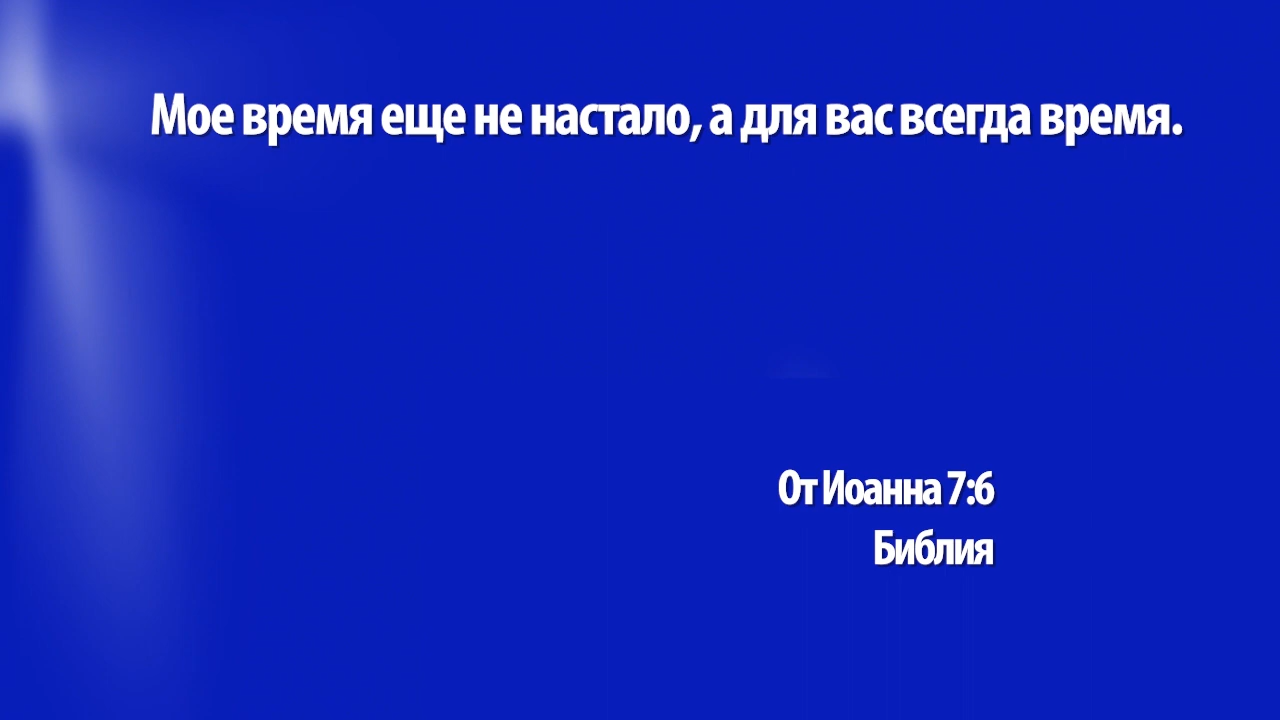 Мое время еще не настало, а для вас всегда время.
От Иоанна 7:6
Библия